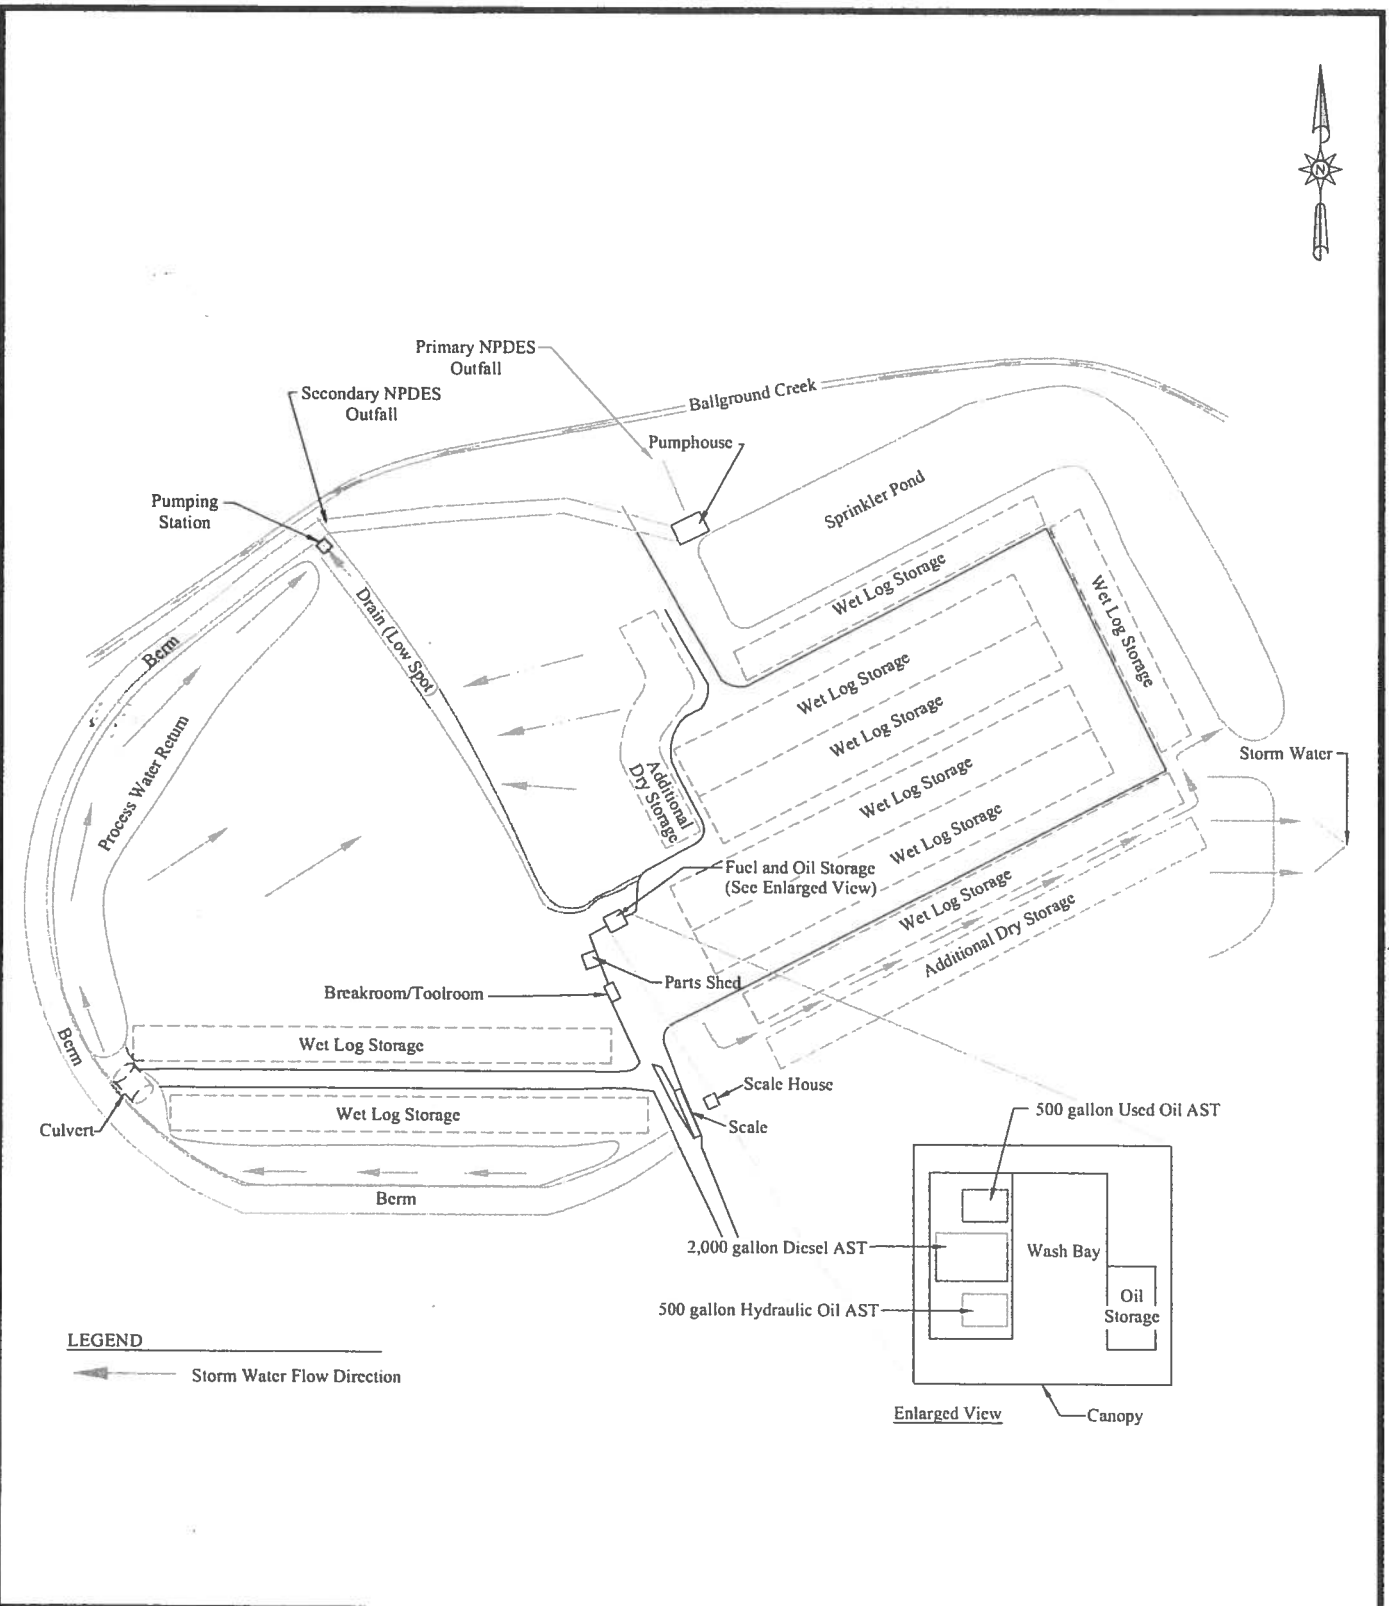 N
Primary NPDES
Outfall
Secondary NPDES
Outfall
Ballground Creek
Pumphouse
Pumping
Station
Sprinkler Pond
Wet Log Storage
Wet Log Storage
Drain (Low Spot)
Berm
Wet Log Storage
Wet Log Storage
Process Water Return
Storm Water
Wet Log Storage
Additional
Dry Storage
Wet Log Storage
Fuel and Oil Storage
(See Enlarged View)
Wet Log Storage
Additional Dry Storage
Parts Shed
Breakroom/Toolroom
Wet Log Storage
Berm
Scale House
Wet Log Storage
Culvert
Scale
500 gallon Used Oil AST
Berm
2,000 gallon Diesel AST
Wash Bay
500 gallon Hydraulic Oil AST
Oil
Storage
LEGEND
Storm Water Flow Direction
Enlarged View
Canopy